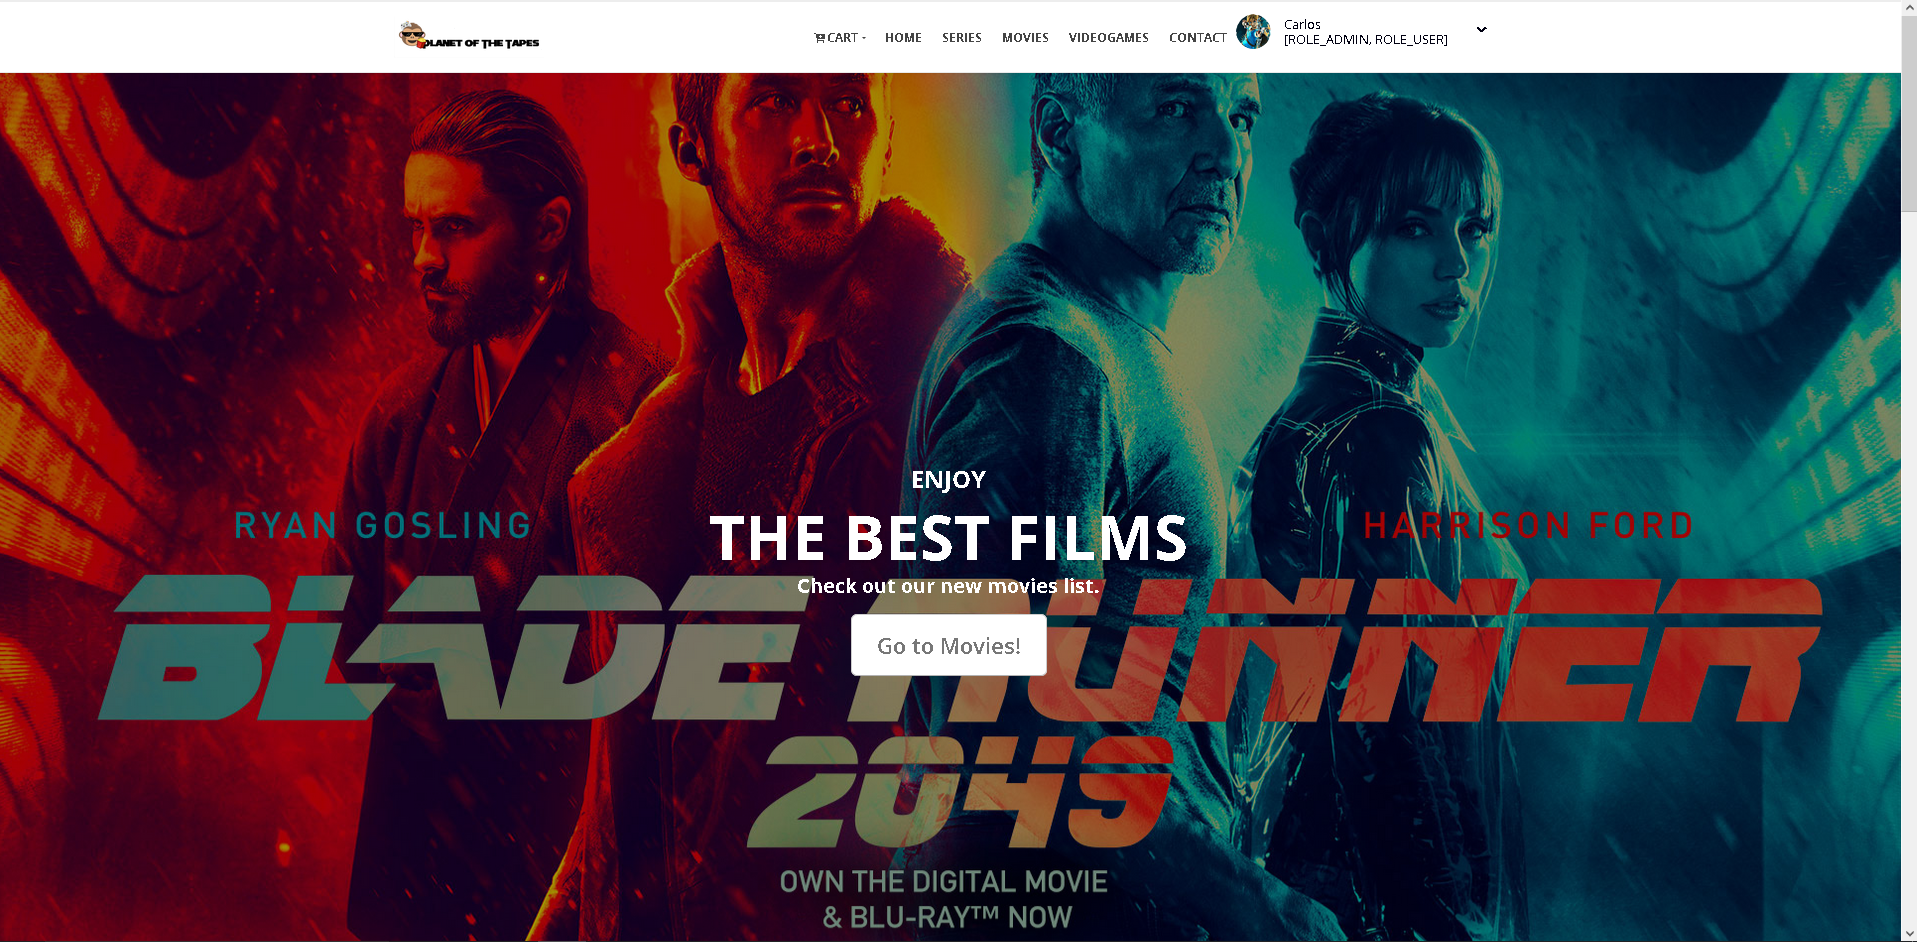 PLANET OF THE TAPES
CART
HOME
SERIES
MOVIES
VIDEOGAMES
CONTACT
Carlos
[ROLE_ADMIN, ROLE_USER]
ENJOY
RYAN GOSLING
THE BEST FILMS
HARRISON FORD
Check out our new movies list.
BLADE RUNNER
Go to Movies!
2049
OWN THE DIGITAL MOVIE
& BLU-RAY™ NOW